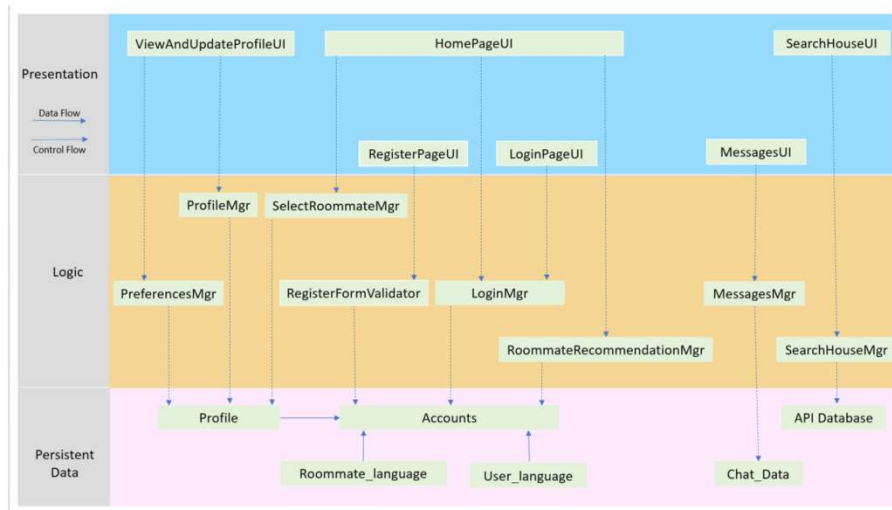 ViewAndUpdateProfileUI
HomePageUI
SearchHouseUI
Presentation
Data Flow
Control Flow
RegisterPageUI
LoginPageUI
MessagesUI
ProfileMgr
SelectRoommateMgr
Logic
PreferencesMgr
RegisterFormValidator
LoginMgr
MessagesMgr
RoommateRecommendationMgr
SearchHouseMgr
Profile
Accounts
API Database
Persistent
Data
Roommate_language
User_language
Chat_Data